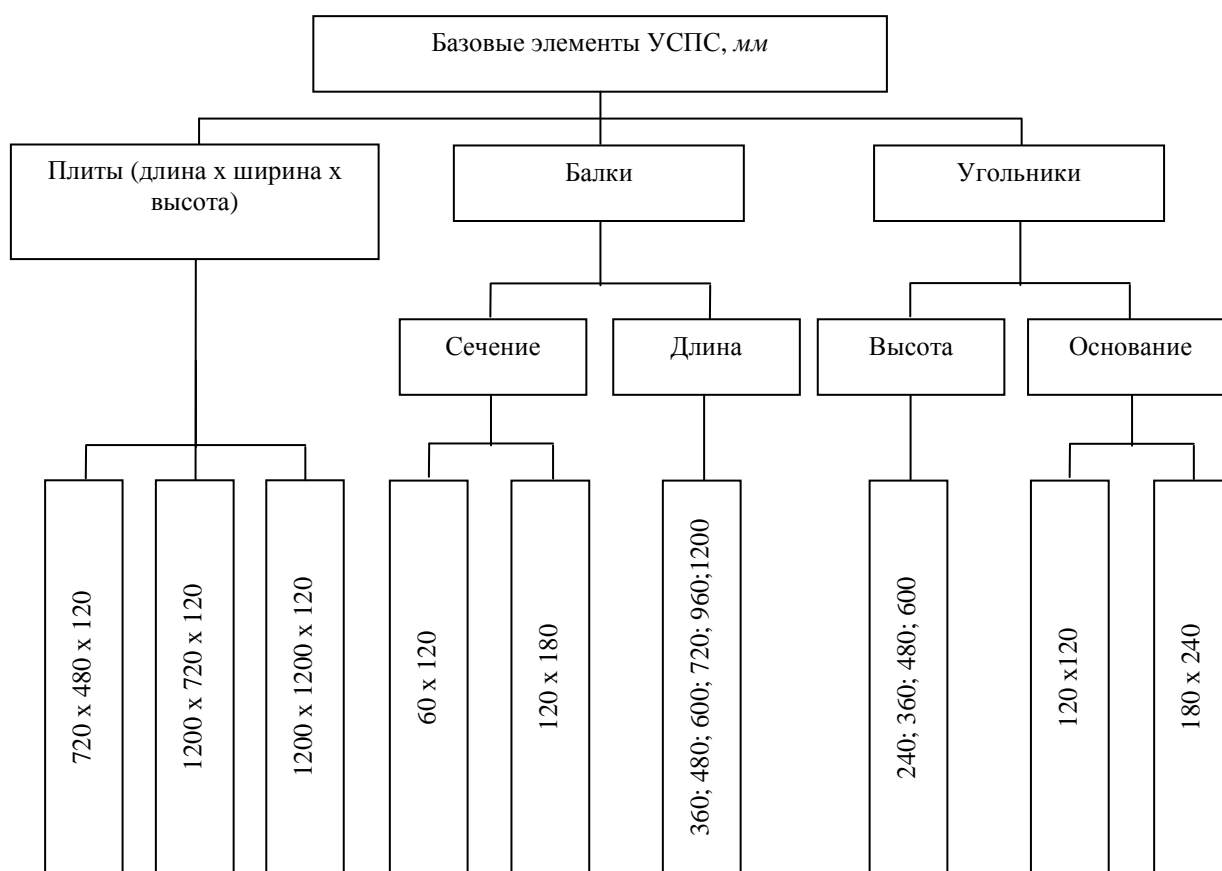 Базовые элементы УСПС, мм
Плиты (длина х ширина х
высота)
Балки
Угольники
Сечение
Длина
Высота
Основание
720 х 480 х 120
1200 х 720 х 120
1200 х 1200 х 120
60 х 120
120 х 180
360; 480; 600; 720; 960;1200
240; 360; 480; 600
120 х120
180 х 240